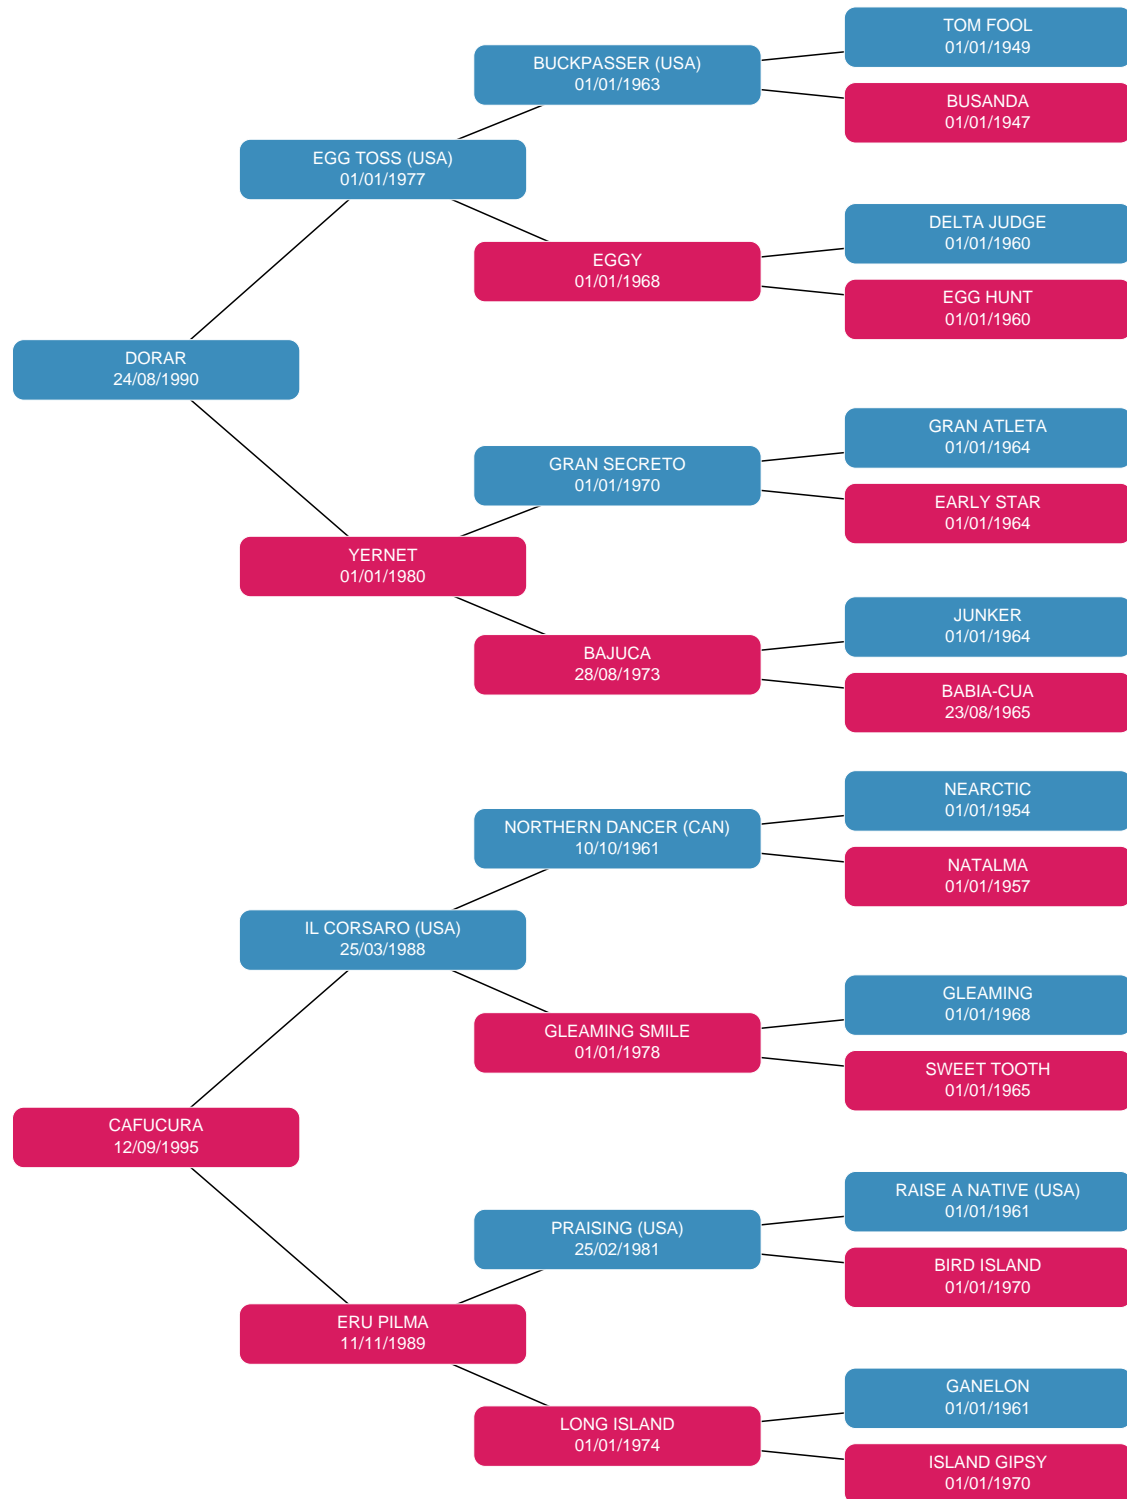 TOM FOOL
01/01/1949
BUCKPASSER (USA)
01/01/1963
BUSANDA
01/01/1947
EGG TOSS (USA)
01/01/1977
DELTA JUDGE
01/01/1960
EGGY
01/01/1968
EGG HUNT
01/01/1960
DORAR
24/08/1990
GRAN ATLETA
01/01/1964
GRAN SECRETO
01/01/1970
EARLY STAR
01/01/1964
YERNET
01/01/1980
JUNKER
01/01/1964
BAJUCA
28/08/1973
BABIA-CUA
23/08/1965
NEARCTIC
01/01/1954
NORTHERN DANCER (CAN)
10/10/1961
NATALMA
01/01/1957
IL CORSARO (USA)
25/03/1988
GLEAMING
01/01/1968
GLEAMING SMILE
01/01/1978
SWEET TOOTH
01/01/1965
CAFUCURA
12/09/1995
RAISE A NATIVE (USA)
01/01/1961
PRAISING (USA)
25/02/1981
BIRD ISLAND
01/01/1970
ERU PILMA
11/11/1989
GANELON
01/01/1961
LONG ISLAND
01/01/1974
ISLAND GIPSY
01/01/1970